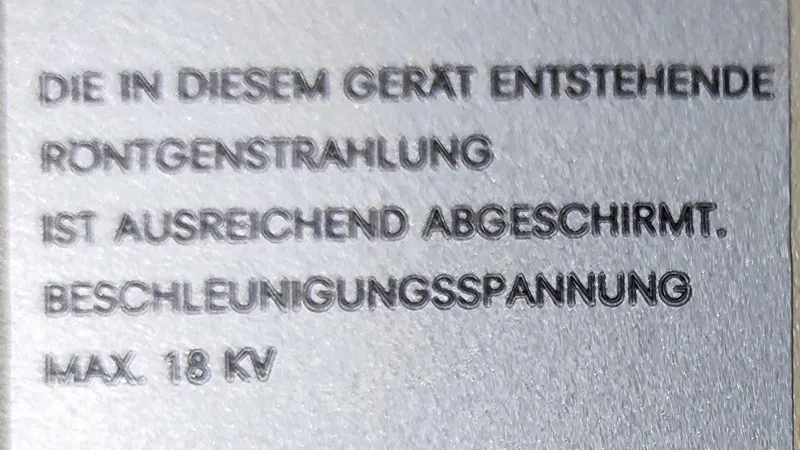 DIE IN DIESEM GERÄT ENTSTEHENDE
RÖNTGENSTRAHLUNG
IST AUSREICHEND ABGESCHIRMT.
BESCHLEUNIGUNGSSPANNUNG
MAX. 18 KV